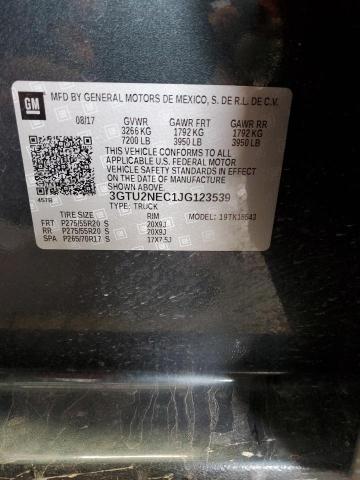 GM
MFD BY GENERAL MOTORS DE MEXICO, S. DE R.L. DE C.V.
08/17 GVWR GAWR FRT GAWR RR
3266 KG 1792 KG 1792 KG
7200 LB 3950 LB 3950 LB
THIS VEHICLE CONFORMS TO ALL
APPLICABLE U.S. FEDERAL MOTOR
VEHICLE SAFETY STANDARDS IN EFFECT ON
THE DATE OF MANUFACTURE SHOWN ABOVE.
3GTU2NEC1JG123539
TYPE: TRUCK
TIRE SIZE RIM MODEL: 19TK15543
FRT P275/55R20 S 20X9J
RR P275/55R20 S 20X9J
SP P265/70R17 S 17X7.5J